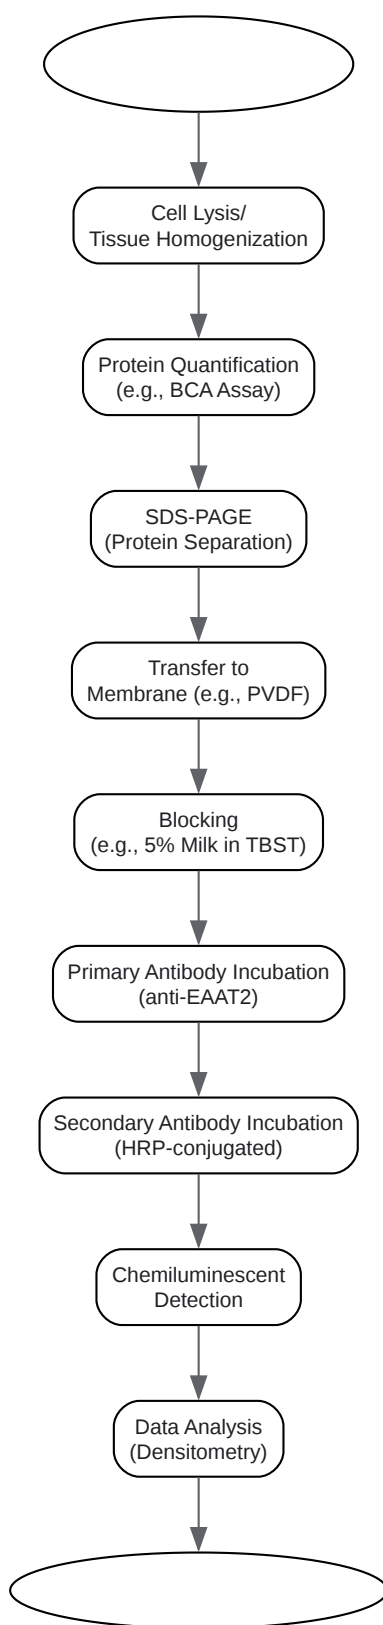 Cell Lysis/
Tissue Homogenization
Protein Quantification
(e.g., BCA Assay)
SDS-PAGE
(Protein Separation)
Transfer to
Membrane (e.g., PVDF)
Blocking
(e.g., 5% Milk in TBST)
Primary Antibody Incubation
(anti-EAAT2)
Secondary Antibody Incubation
(HRP-conjugated)
Chemiluminescent
Detection
Data Analysis
(Densitometry)